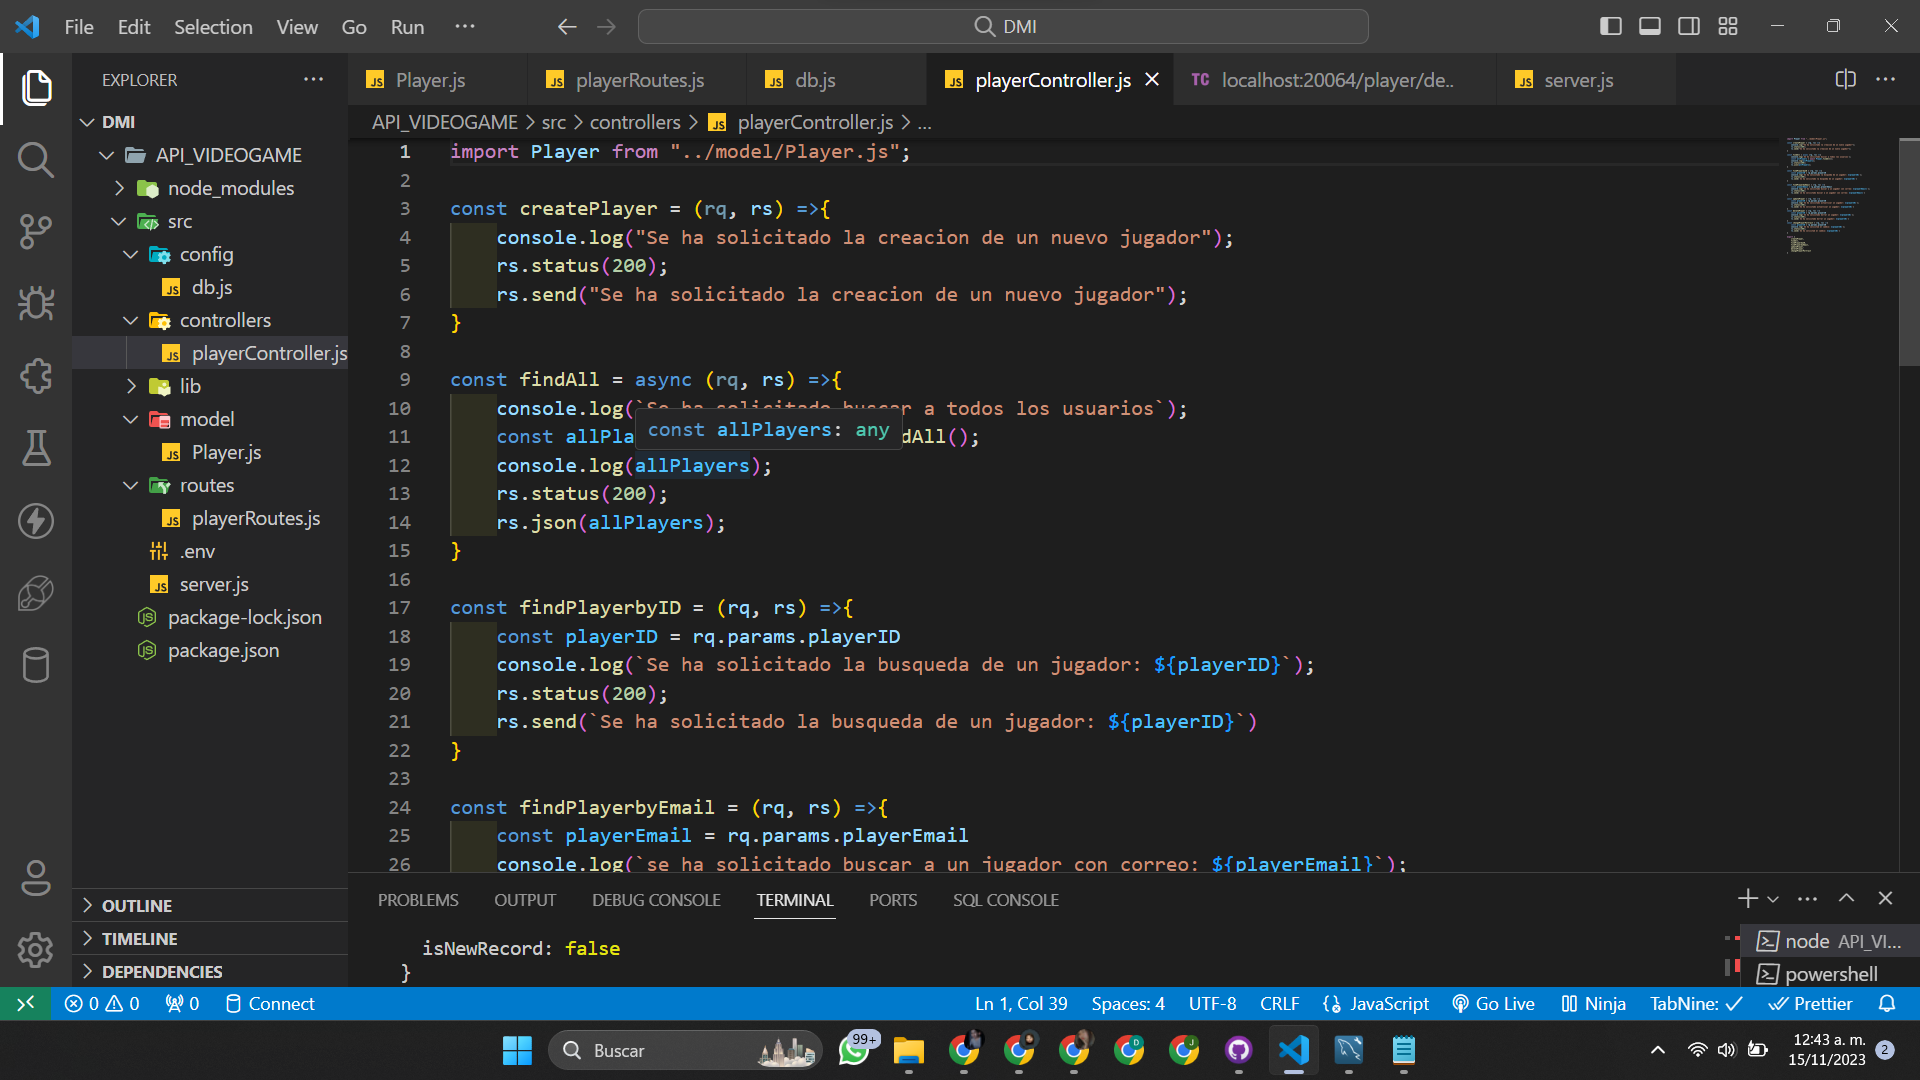 File Edit Selection View Go Run ···
DMI
EXPLORER
DMI
API_VIDEOGAME
node_modules
src
config
db.js
controllers
playerController.js
lib
model
Player.js
routes
playerRoutes.js
.env
server.js
package-lock.json
package.json
OUTLINE
TIMELINE
DEPENDENCIES
JS Player.js JS playerRoutes.js JS db.js JS playerController.js TC localhost:20064/player/de.. JS server.js
API_VIDEOGAME > src > controllers > JS playerController.js > ...
1 import Player from "../model/Player.js";
2
3 const createPlayer = (rq, rs) =>{
4 console.log("Se ha solicitado la creacion de un nuevo jugador");
5 rs.status(200);
6 rs.send("Se ha solicitado la creacion de un nuevo jugador");
7 }
8
9 const findAll = async (rq, rs) =>{
10 console.log(`Se ha solicitado buscar a todos los usuarios`);
const allPlayers: any
11 const allPla dAll();
12 console.log(allPlayers);
13 rs.status(200);
14 rs.json(allPlayers);
15 }
16
17 const findPlayerbyID = (rq, rs) =>{
18 const playerID = rq.params.playerID
19 console.log(`Se ha solicitado la busqueda de un jugador: ${playerID}`);
20 rs.status(200);
21 rs.send(`Se ha solicitado la busqueda de un jugador: ${playerID}`)
22 }
23
24 const findPlayerbyEmail = (rq, rs) =>{
25 const playerEmail = rq.params.playerEmail
26 console.log(`se ha solicitado buscar a un jugador con correo: ${playerEmail}`);
PROBLEMS OUTPUT DEBUG CONSOLE TERMINAL PORTS SQL CONSOLE
isNewRecord: false
}
node API_VI...
powershell
0 0 0 Connect
Ln 1, Col 39 Spaces: 4 UTF-8 CRLF JavaScript Go Live Ninja TabNine: ✓ Prettier
Buscar
99+
12:43 a. m.
15/11/2023
2